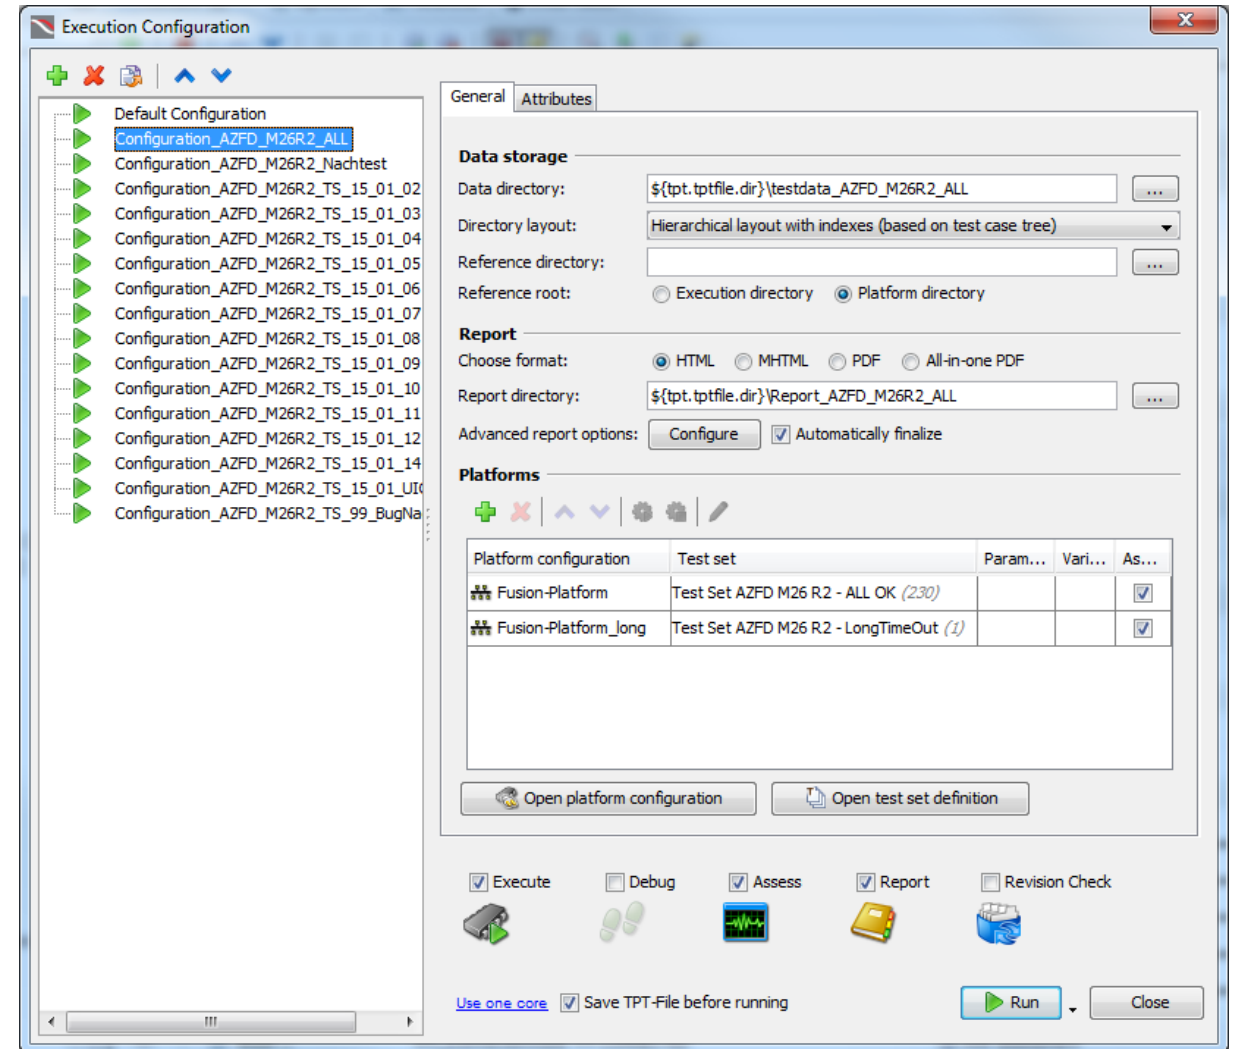 Execution Configuration
General
Attributes
Default Configuration
Configuration_AZFD_M26R2_ALL
Configuration_AZFD_M26R2_Nachtest
Configuration_AZFD_M26R2_TS_15_01_02
Configuration_AZFD_M26R2_TS_15_01_03
Configuration_AZFD_M26R2_TS_15_01_04
Configuration_AZFD_M26R2_TS_15_01_05
Configuration_AZFD_M26R2_TS_15_01_06
Configuration_AZFD_M26R2_TS_15_01_07
Configuration_AZFD_M26R2_TS_15_01_08
Configuration_AZFD_M26R2_TS_15_01_09
Configuration_AZFD_M26R2_TS_15_01_10
Configuration_AZFD_M26R2_TS_15_01_11
Configuration_AZFD_M26R2_TS_15_01_12
Configuration_AZFD_M26R2_TS_15_01_14
Configuration_AZFD_M26R2_TS_15_01_UI
Configuration_AZFD_M26R2_TS_99_BugNa
Data storage
Data directory: ${tpt.tptfile.dir}\testdata_AZFD_M26R2_ALL ...
Directory layout: Hierarchical layout with indexes (based on test case tree)
Reference directory: ...
Reference root: Execution directory Platform directory
Report
Choose format: HTML MHTML PDF All-in-one PDF
Report directory: ${tpt.tptfile.dir}\Report_AZFD_M26R2_ALL ...
Advanced report options: Configure Automatically finalize
Platforms
Platform configuration Test set Param... Vari... As...
Fusion-Platform Test Set AZFD M26 R2 - ALL OK (230)
Fusion-Platform_long Test Set AZFD M26 R2 - LongTimeOut (1)
Open platform configuration Open test set definition
Execute Debug Assess Report Revision Check
Use one core Save TPT-File before running Run Close